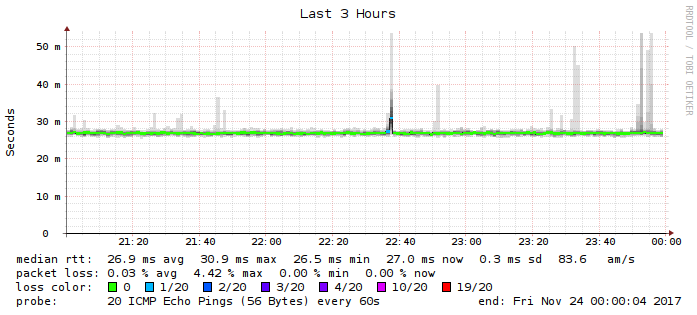 Last 3 Hours
RRDTOOL / TOBI OETIKER
Seconds
50 m
40 m
30 m
20 m
10 m
0
21:20 21:40 22:00 22:20 22:40 23:00 23:20 23:40 00:00
median rtt: 26.9 ms avg 30.9 ms max 26.5 ms min 27.0 ms now 0.3 ms sd 83.6 am/s
packet loss: 0.03 % avg 4.42 % max 0.00 % min 0.00 % now
loss color: 0 1/20 2/20 3/20 4/20 10/20 19/20
probe: 20 ICMP Echo Pings (56 Bytes) every 60s end: Fri Nov 24 00:00:04 2017